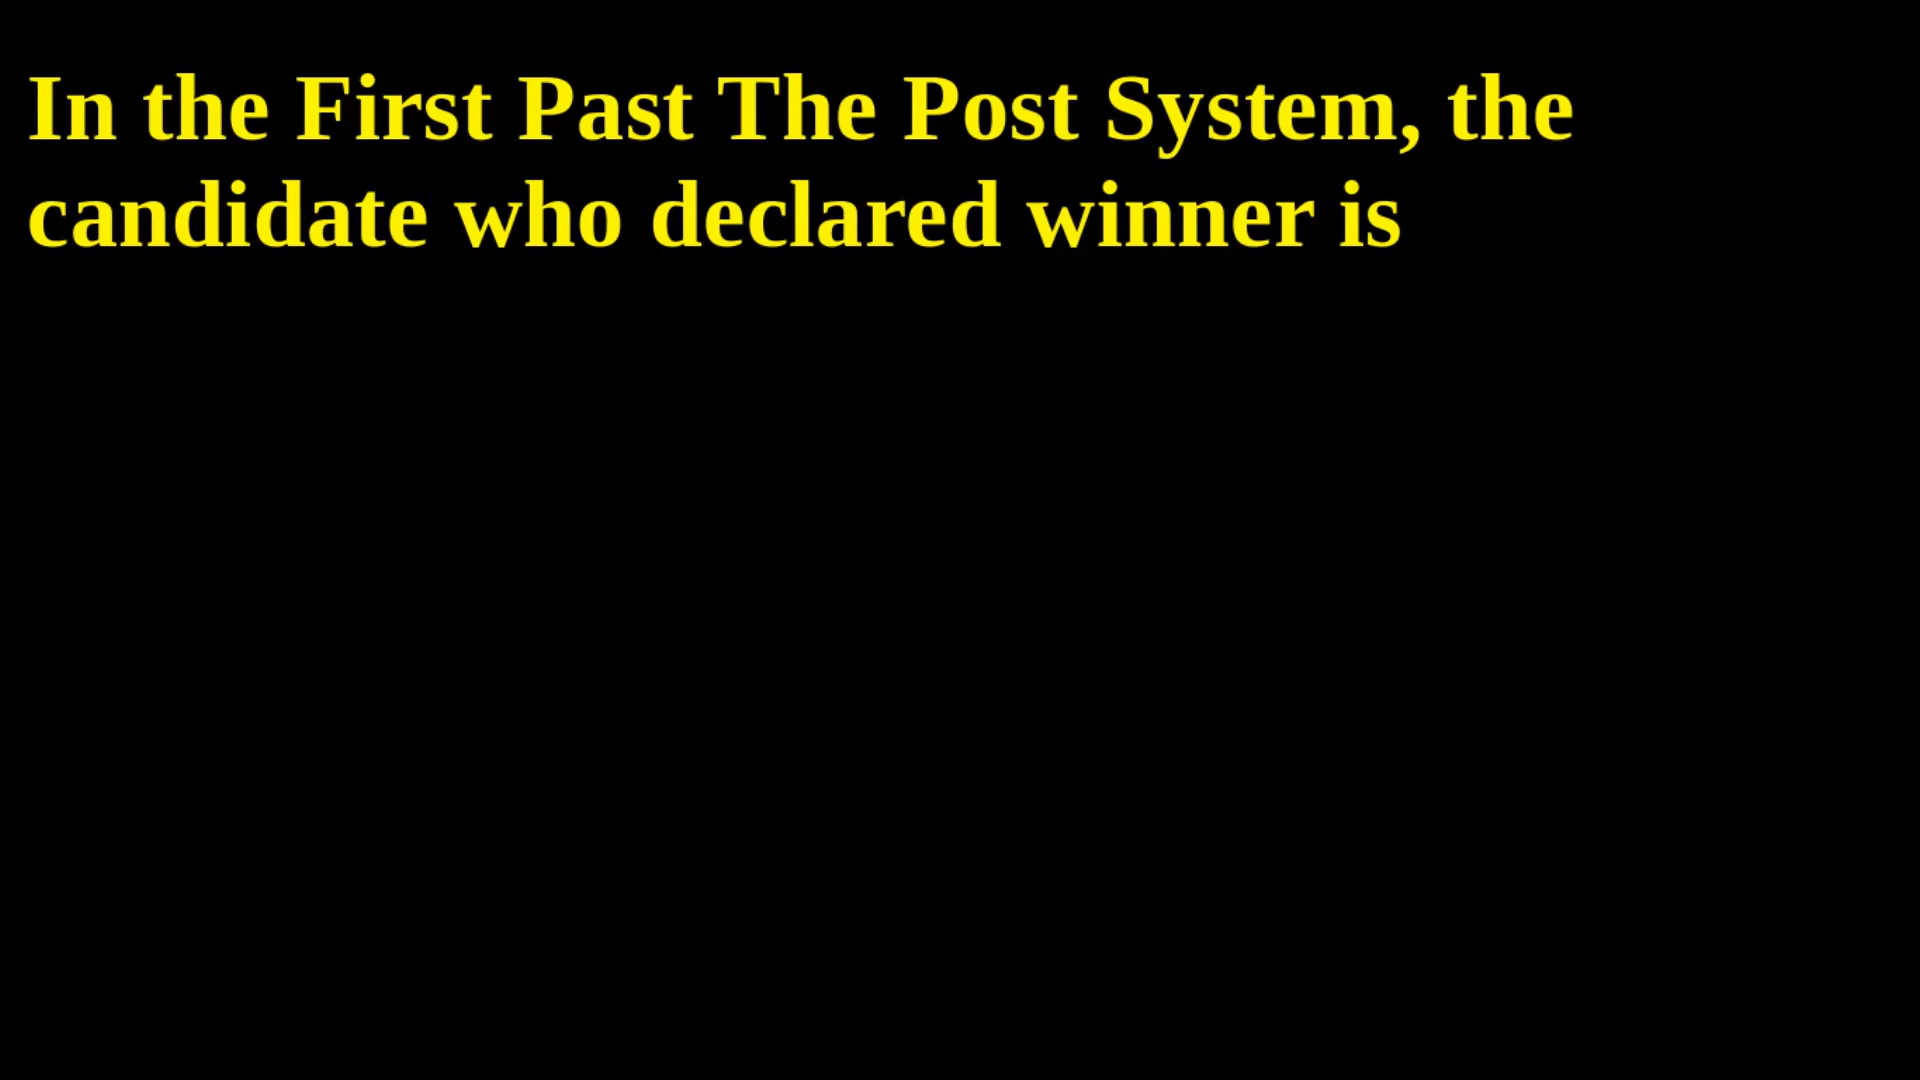 In the First Past The Post System, the
candidate who declared winner is